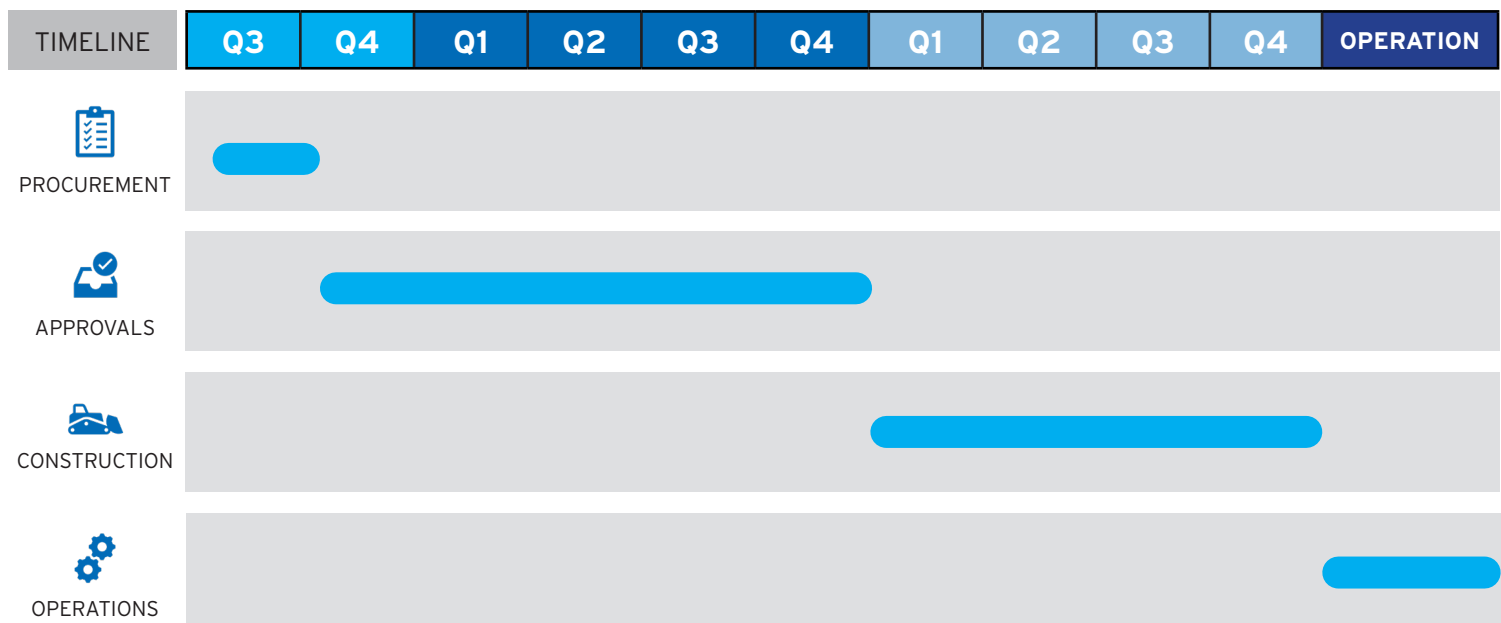 TIMELINE Q3 Q4 Q1 Q2 Q3 Q4 Q1 Q2 Q3 Q4 OPERATION
PROCUREMENT
APPROVALS
CONSTRUCTION
OPERATIONS